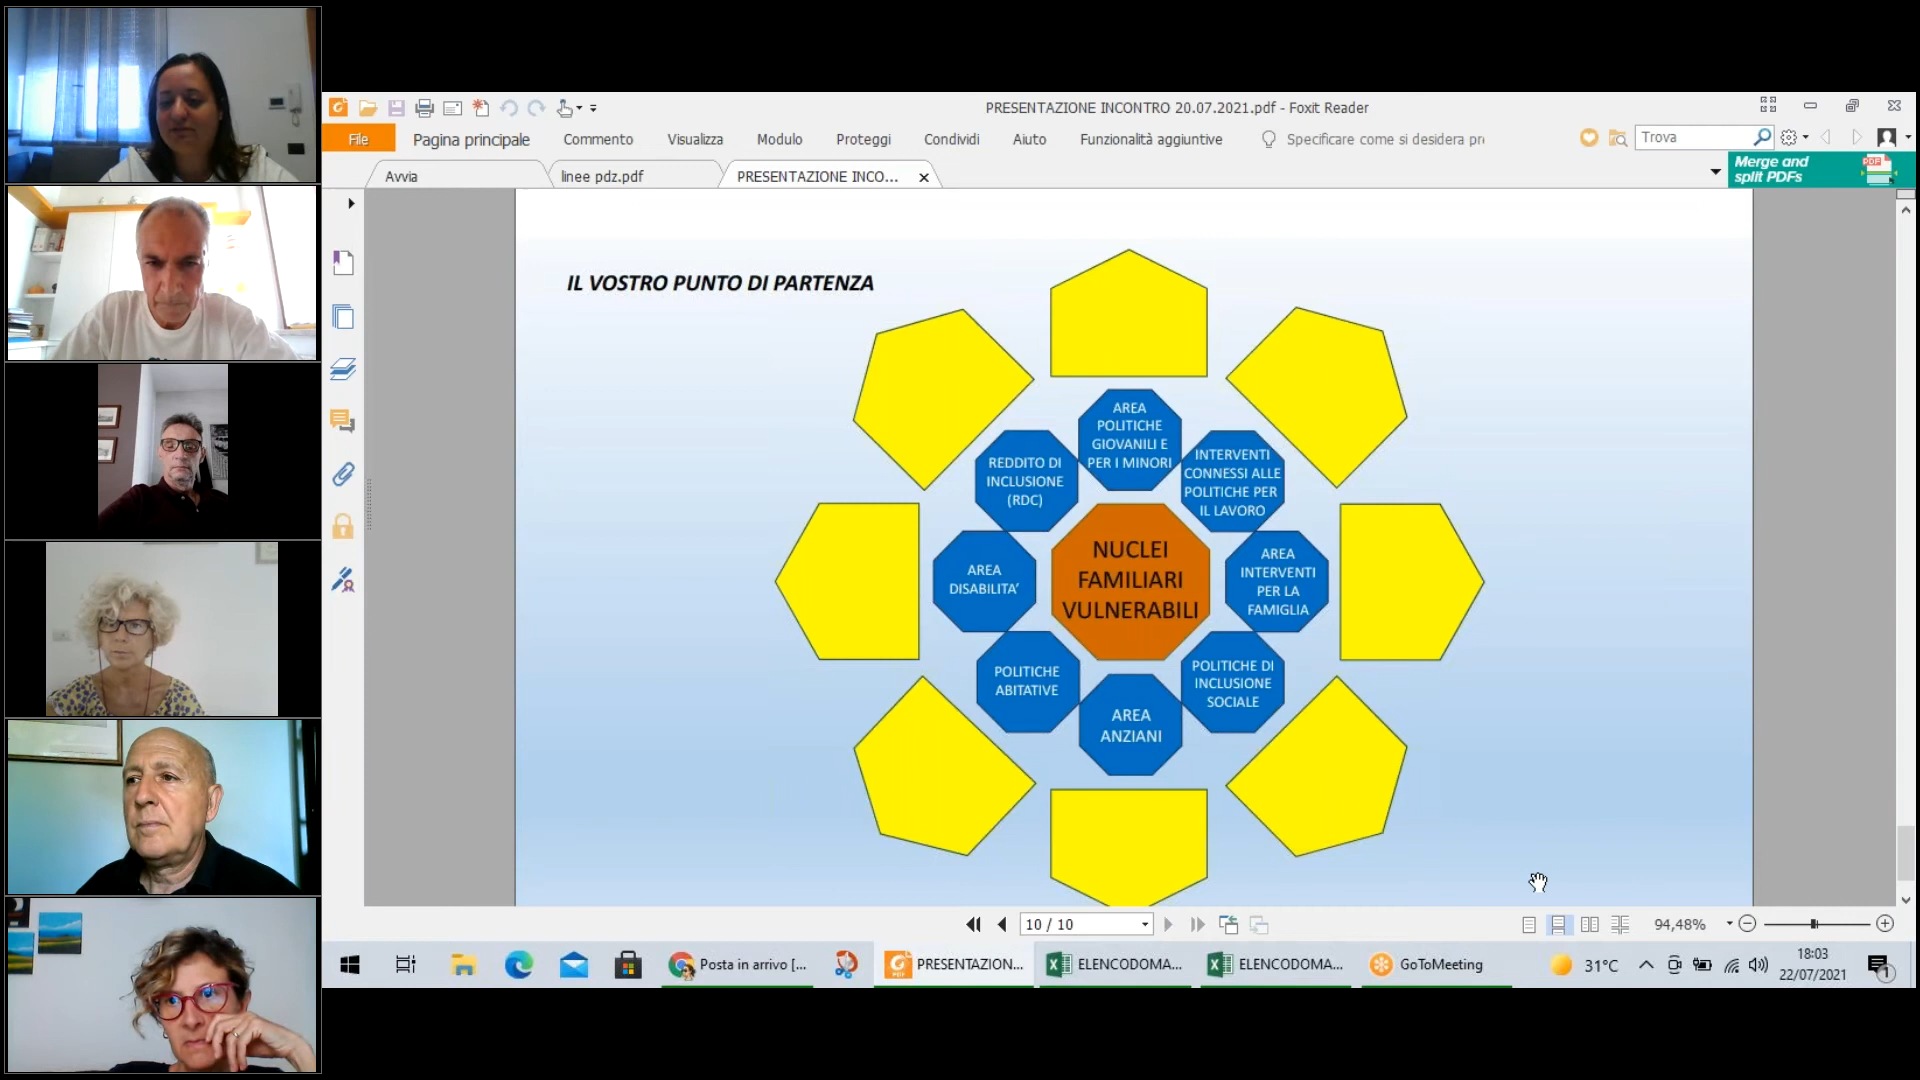 PRESENTAZIONE INCONTRO 20.07.2021.pdf - Foxit Reader
File
Pagina principale
Commento
Visualizza
Modulo
Proteggi
Condividi
Aiuto
Funzionalità aggiuntive
Specificare come si desidera pr
Trova
Avvia
linee pdz.pdf
PRESENTAZIONE INCO...
Merge and
split PDFs
PDF
IL VOSTRO PUNTO DI PARTENZA
AREA
POLITICHE
GIOVANILI E
PER I MINORI
REDDITO DI
INCLUSIONE
(RDC)
INTERVENTI
CONNESSI ALLE
POLITICHE PER
IL LAVORO
AREA
DISABILITA’
NUCLEI
FAMILIARI
VULNERABILI
AREA
INTERVENTI
PER LA
FAMIGLIA
POLITICHE
ABITATIVE
AREA
ANZIANI
POLITICHE DI
INCLUSIONE
SOCIALE
10 / 10
94,48%
Posta in arrivo [...
PRESENTAZION...
ELENCODOMA...
ELENCODOMA...
GoToMeeting
31°C
18:03
22/07/2021
1